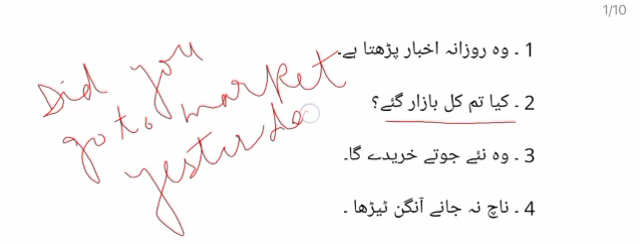 1/10
1 ۔ وہ روزانہ اخبار پڑھتا ہے۔
2 ۔ کیا تم کل بازار گئے؟
3 ۔ وہ نئے جوتے خریدے گا۔
4 ۔ ناچ نہ جانے آنگن ٹیڑھا ۔
Did you
go to market
yesterda